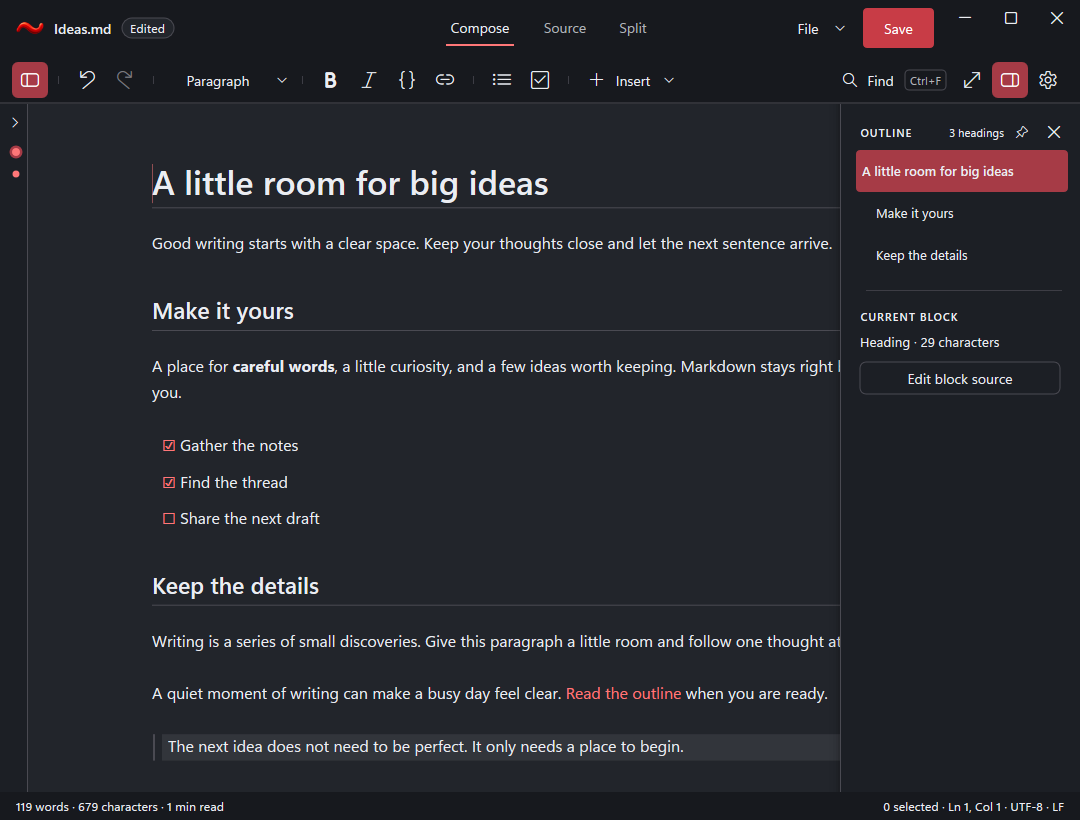 Ideas.md Edited Compose Source Split File Save
Paragraph B I {} Insert Find Ctrl+F
A little room for big ideas
Good writing starts with a clear space. Keep your thoughts close and let the next sentence arrive.
Make it yours
A place for careful words, a little curiosity, and a few ideas worth keeping. Markdown stays right
you.
Gather the notes
Find the thread
Share the next draft
Keep the details
Writing is a series of small discoveries. Give this paragraph a little room and follow one thought at
A quiet moment of writing can make a busy day feel clear. Read the outline when you are ready.
The next idea does not need to be perfect. It only needs a place to begin.
OUTLINE 3 headings
A little room for big ideas
Make it yours
Keep the details
CURRENT BLOCK
Heading · 29 characters
Edit block source
119 words · 679 characters · 1 min read
0 selected · Ln 1, Col 1 · UTF-8 · LF